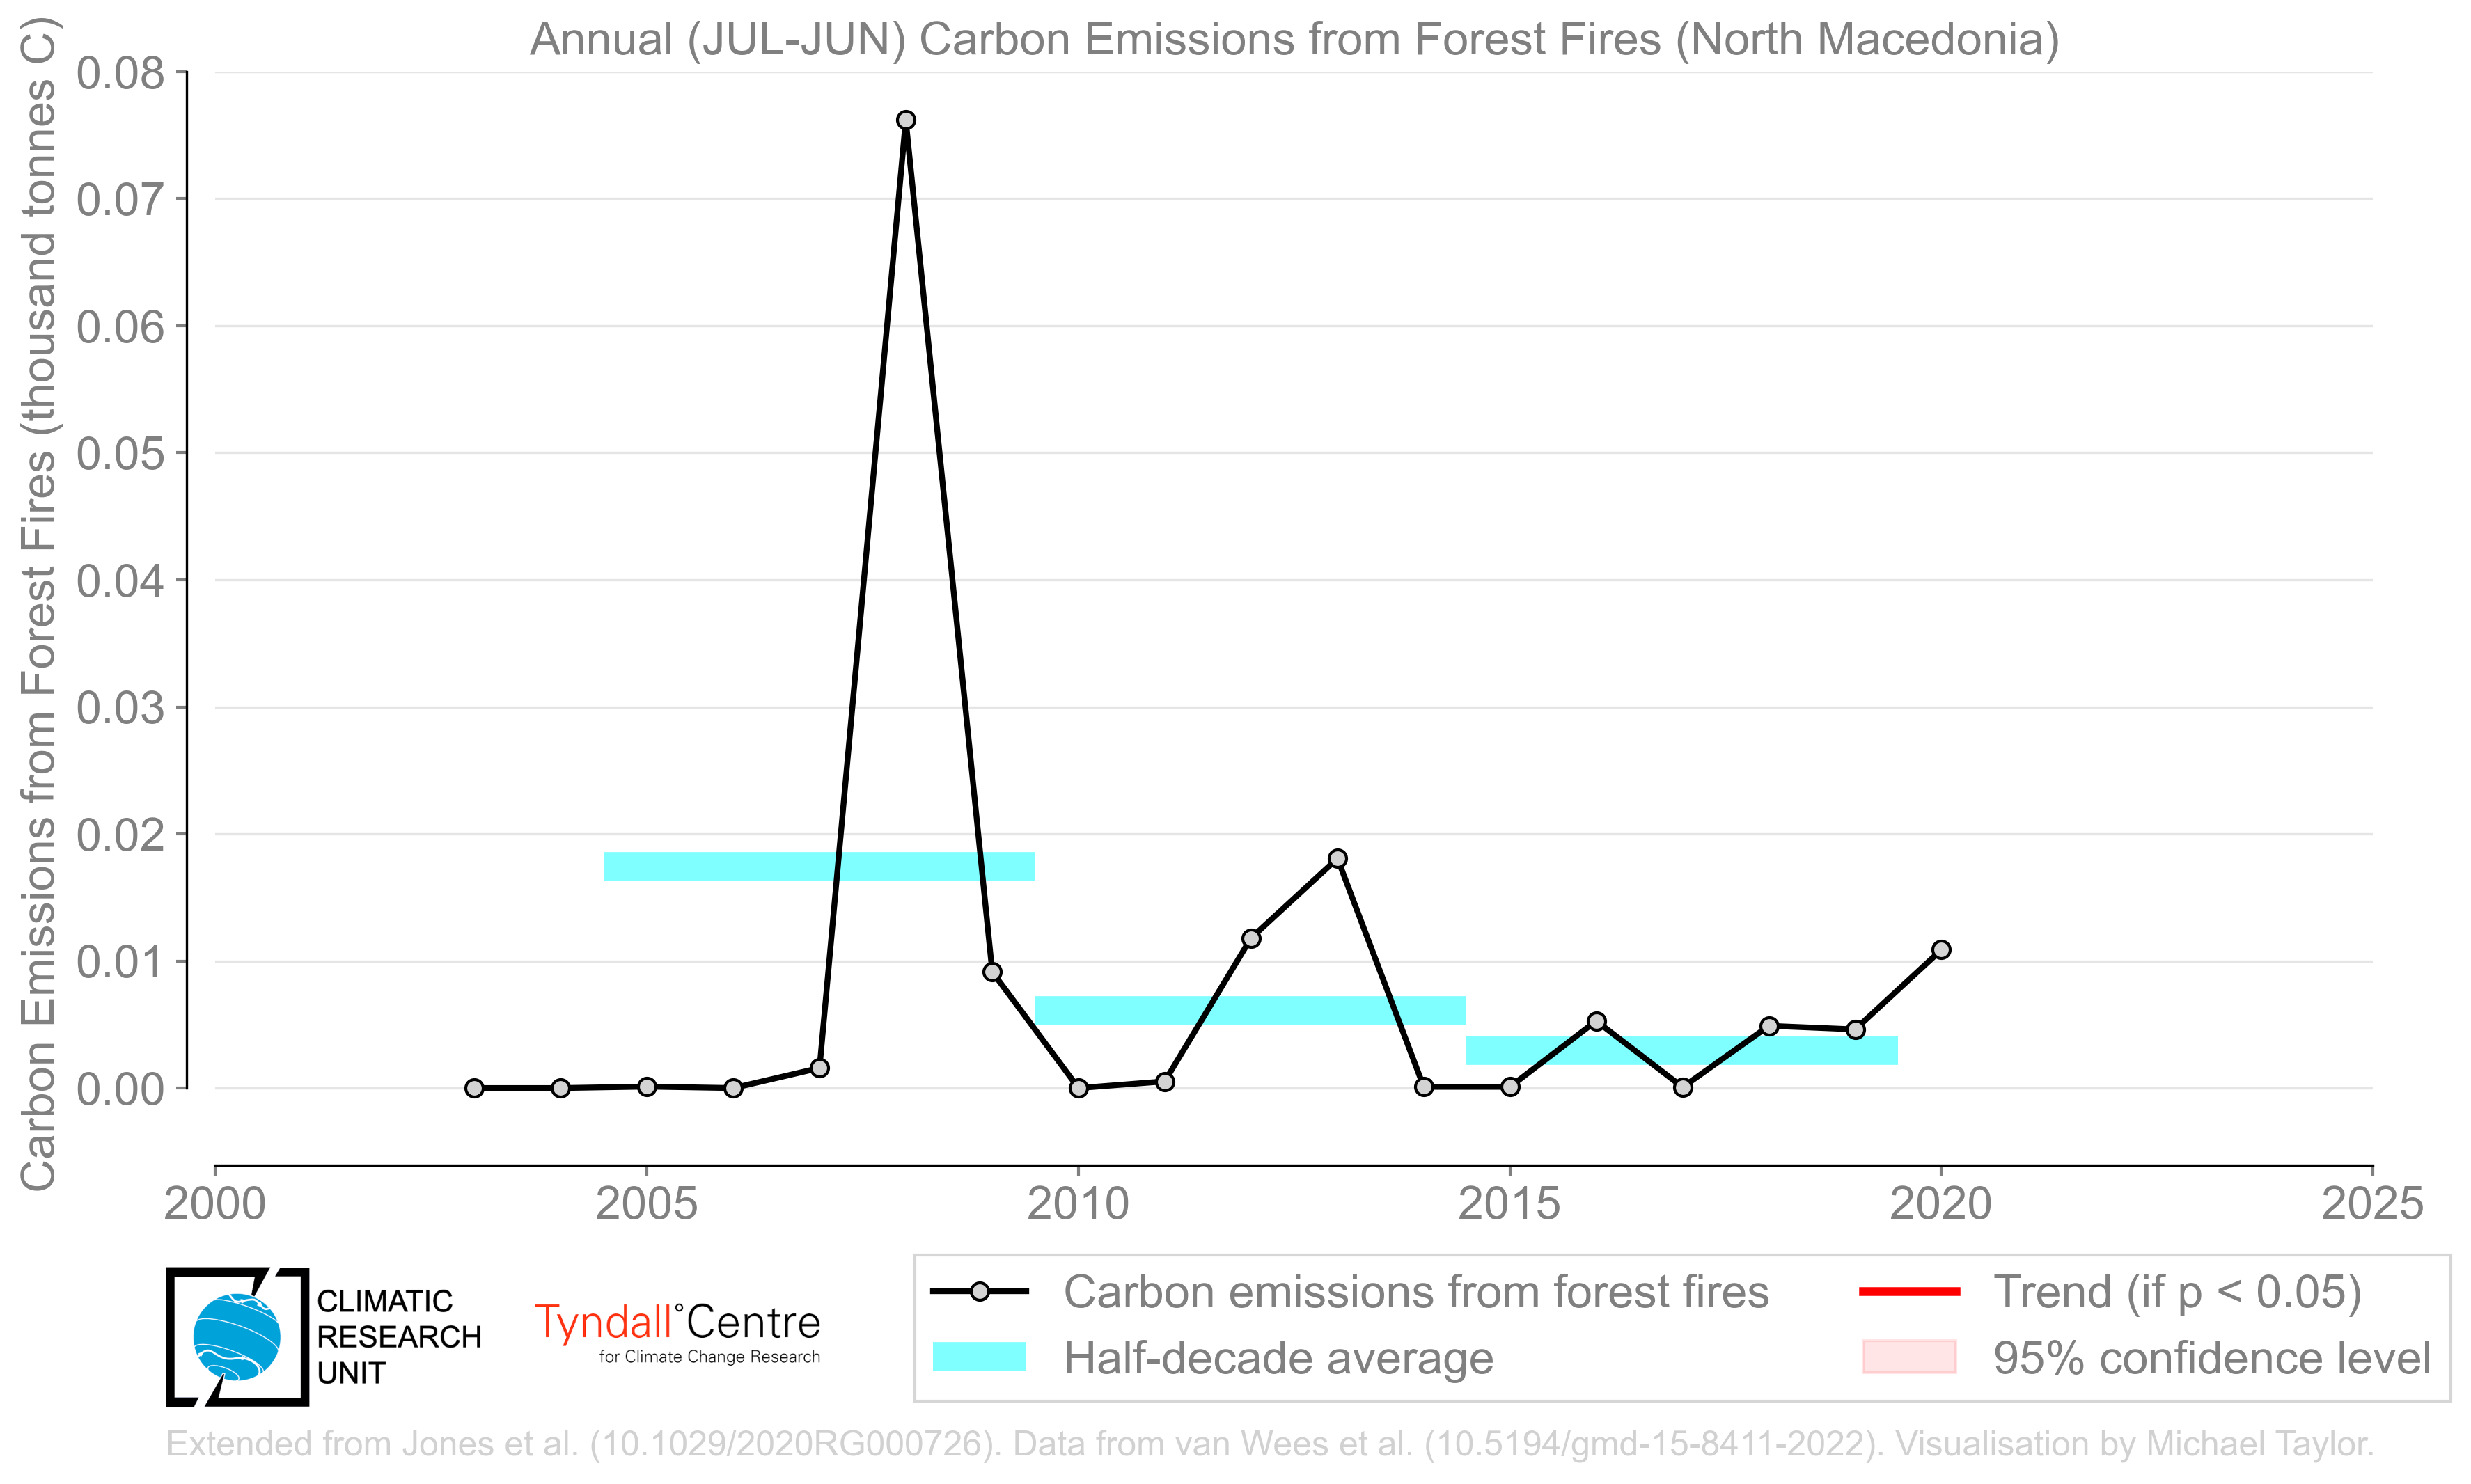 Annual (JUL-JUN) Carbon Emissions from Forest Fires (North Macedonia)
Carbon Emissions from Forest Fires (thousand tonnes C)
0.08
0.07
0.06
0.05
0.04
0.03
0.02
0.01
0.00
2000 2005 2010 2015 2020 2025
CLIMATIC
RESEARCH
UNIT
Tyndall°Centre
for Climate Change Research
Carbon emissions from forest fires
Half-decade average
Trend (if p < 0.05)
95% confidence level
Extended from Jones et al. (10.1029/2020RG000726). Data from van Wees et al. (10.5194/gmd-15-8411-2022). Visualisation by Michael Taylor.